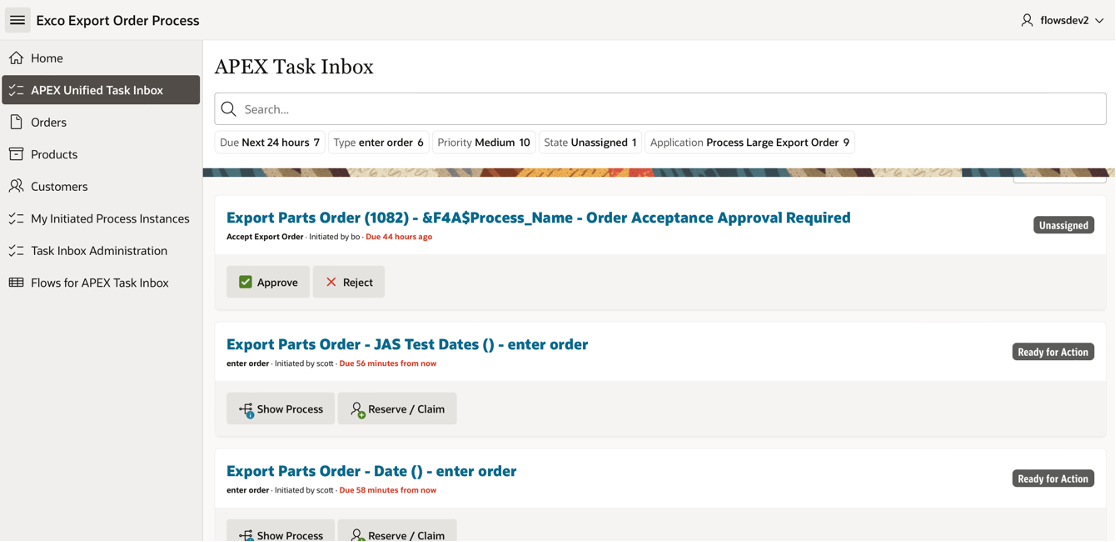 Exco Export Order Process
flowsdev2
Home
APEX Unified Task Inbox
Orders
Products
Customers
My Initiated Process Instances
Task Inbox Administration
Flows for APEX Task Inbox
APEX Task Inbox
Search...
Due Next 24 hours 7 Type enter order 6 Priority Medium 10 State Unassigned 1 Application Process Large Export Order 9
Export Parts Order (1082) - &F4A$Process_Name - Order Acceptance Approval Required
Unassigned
Accept Export Order · Initiated by bo · Due 44 hours ago
Approve Reject
Export Parts Order - JAS Test Dates () - enter order
Ready for Action
enter order · Initiated by scott · Due 56 minutes from now
Show Process Reserve / Claim
Export Parts Order - Date () - enter order
Ready for Action
enter order · Initiated by scott · Due 58 minutes from now
Show Process Reserve / Claim